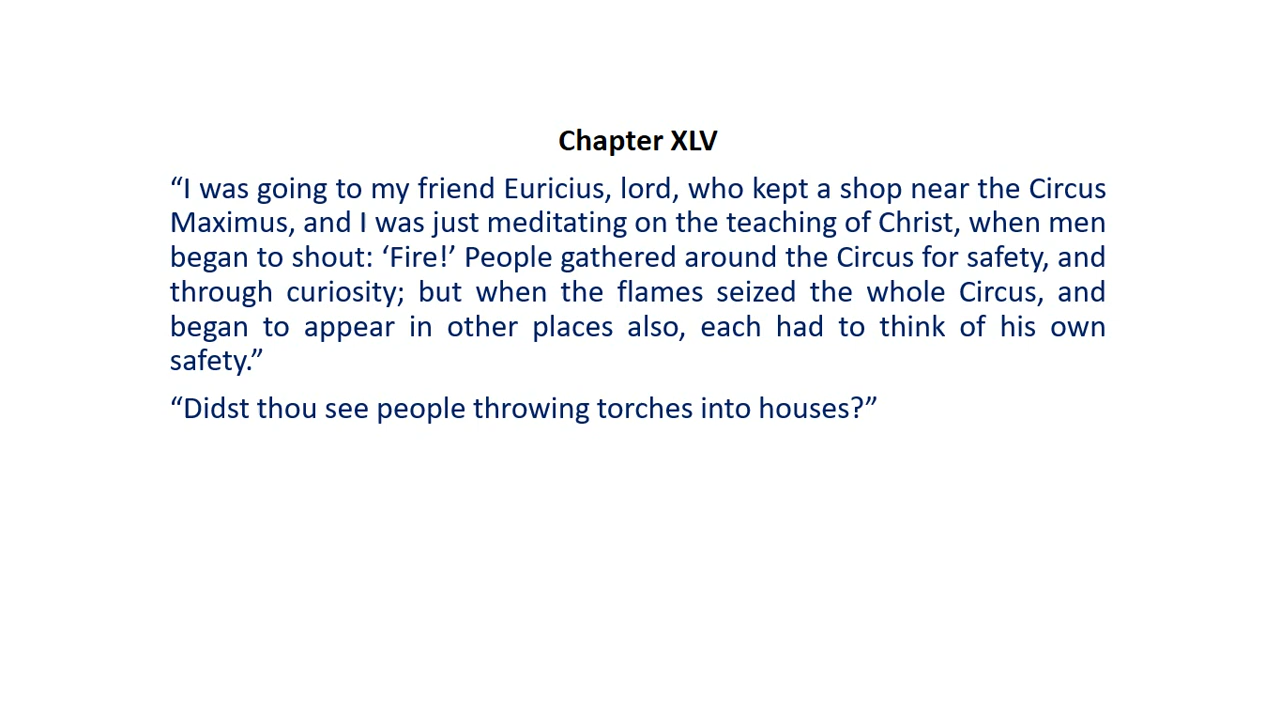 Chapter XLV
“I was going to my friend Euricius, lord, who kept a shop near the Circus
Maximus, and I was just meditating on the teaching of Christ, when men
began to shout: ‘Fire!’ People gathered around the Circus for safety, and
through curiosity; but when the flames seized the whole Circus, and
began to appear in other places also, each had to think of his own
safety.”
“Didst thou see people throwing torches into houses?”